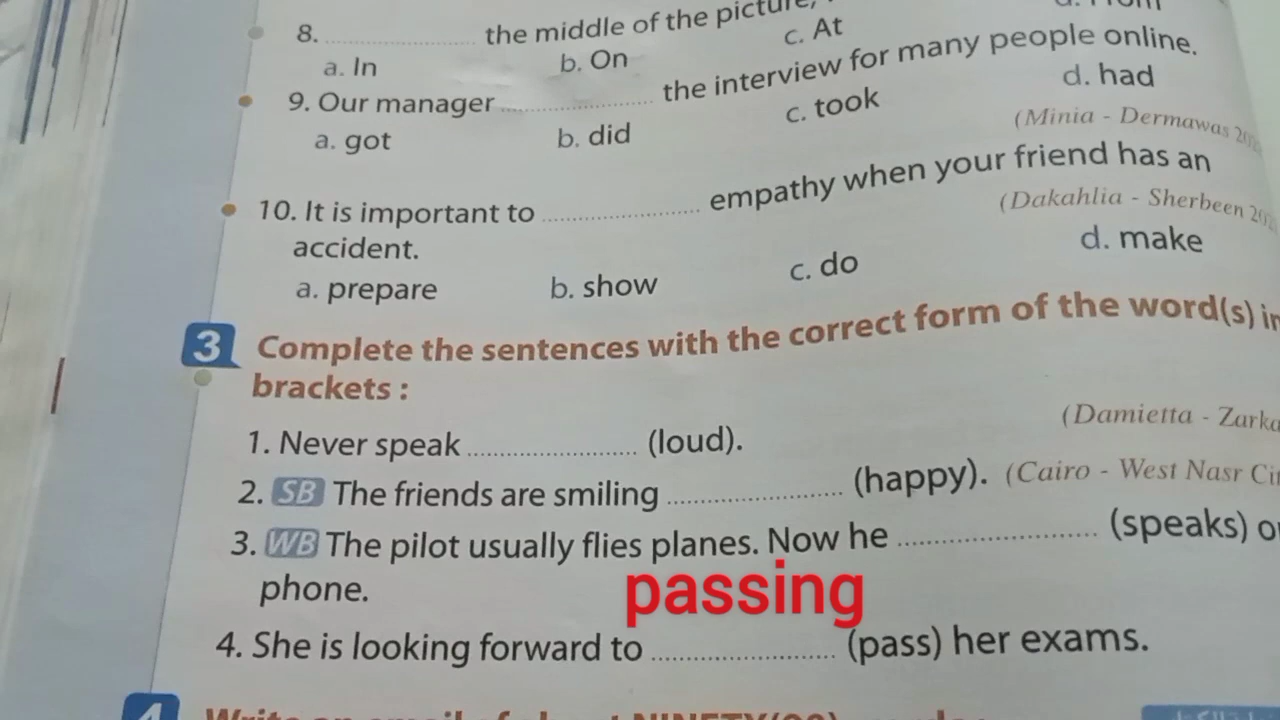 8. .................... the middle of the picture,
a. In b. On c. At d. From
9. Our manager .................... the interview for many people online.
a. got b. did c. took d. had
(Minia - Dermawas
10. It is important to .................... empathy when your friend has an
accident. (Dakahlia - Sherbeen
a. prepare b. show c. do d. make
3 Complete the sentences with the correct form of the word(s) in
brackets :
1. Never speak .................... (loud). (Damietta - Zarka
2. SB The friends are smiling .................... (happy). (Cairo - West Nasr
3. WB The pilot usually flies planes. Now he .................... (speaks)
phone.
passing
4. She is looking forward to .................... (pass) her exams.
4